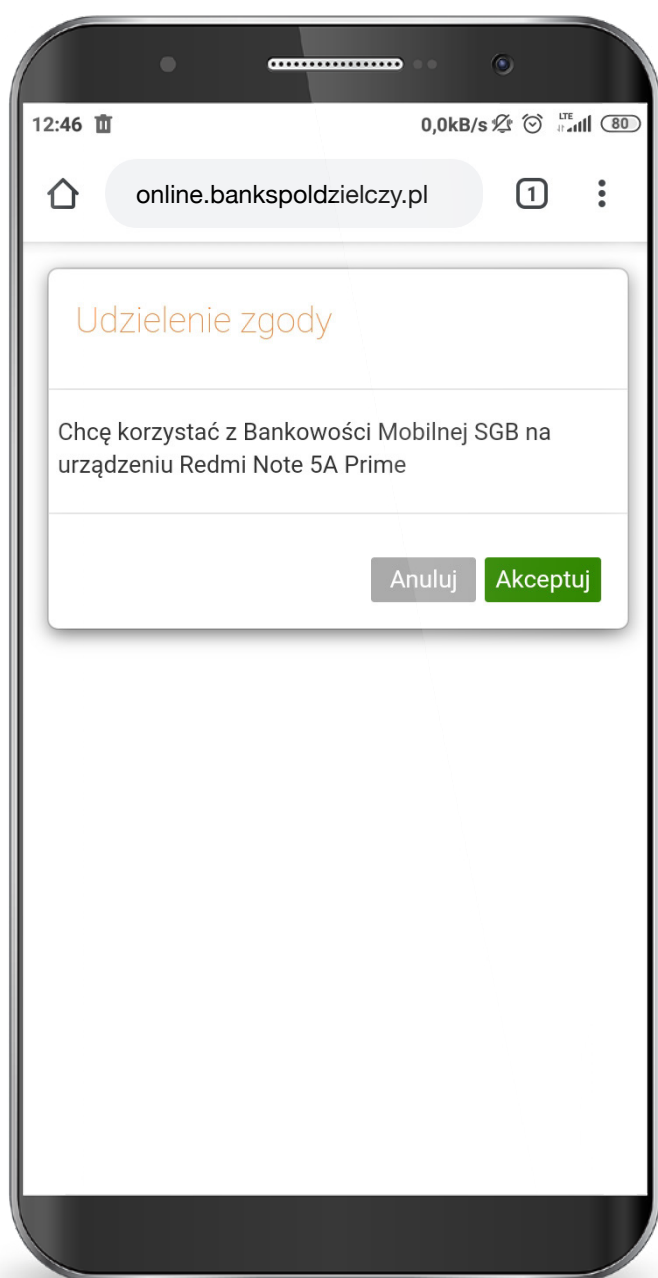 12:46 0,0kB/s LTE 80
online.bankspoldzielczy.pl 1
Udzielenie zgody
Chcę korzystać z Bankowości Mobilnej SGB na
urządzeniu Redmi Note 5A Prime
Anuluj Akceptuj